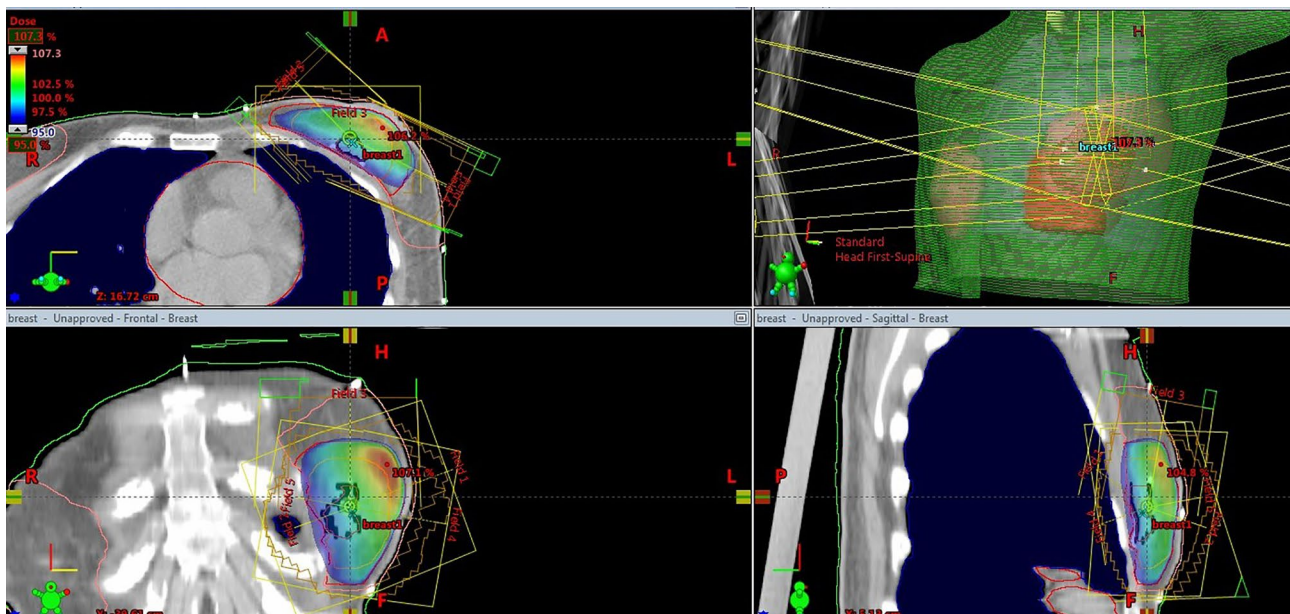 Dose
107.3 %
107.3
102.5 %
100.0 %
97.5 %
95.0
95.0 %
A
R
L
P
Field 3
106.2 %
breast1
Z: 16.72 cm
H
F
107.3 %
breast1
Standard
Head First-Supine
breast - Unapproved - Frontal - Breast
H
R
L
F
Field 5
107.1 %
breast1
Field 1
Field 4
Field 5
breast - Unapproved - Sagittal - Breast
H
P
F
Field 3
104.8 %
breast1